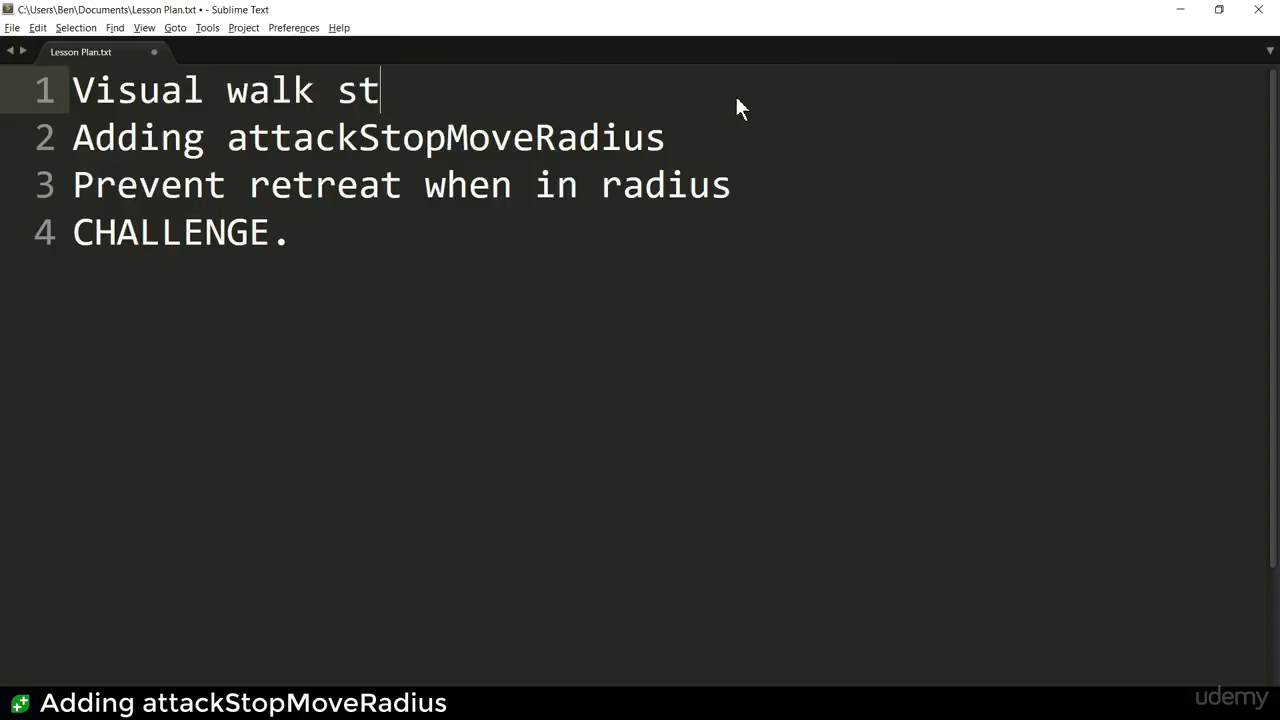 C:\Users\Ben\Documents\Lesson Plan.txt • - Sublime Text
File Edit Selection Find View Goto Tools Project Preferences Help
Lesson Plan.txt
1 Visual walk st
2 Adding attackStopMoveRadius
3 Prevent retreat when in radius
4 CHALLENGE.
Adding attackStopMoveRadius
udemy